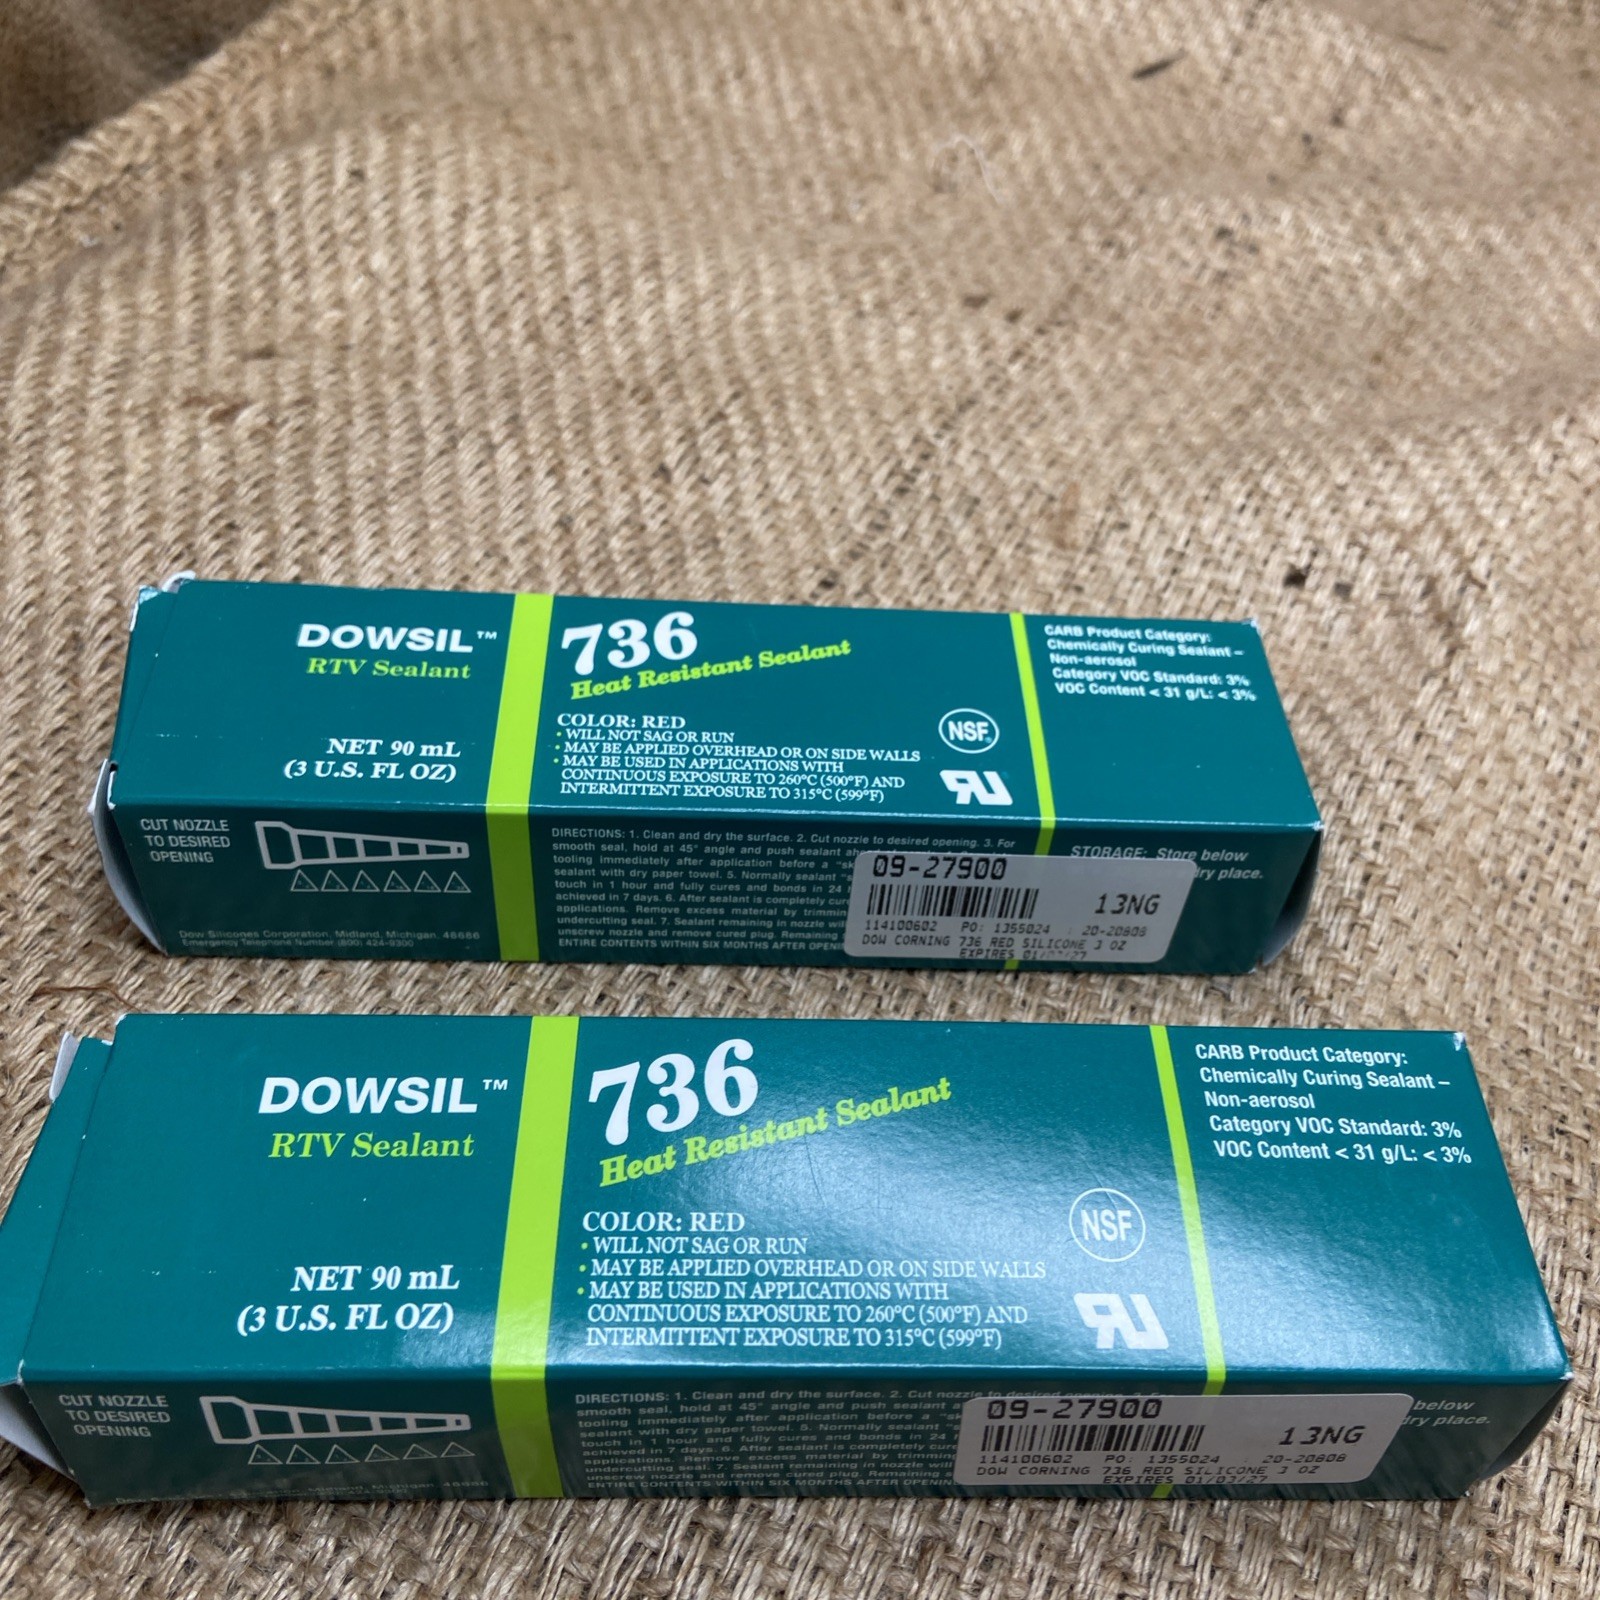 DOWSIL™
RTV Sealant
NET 90 mL
(3 U.S. FL OZ)
736
Heat Resistant Sealant
COLOR: RED
• WILL NOT SAG OR RUN
• MAY BE APPLIED OVERHEAD OR ON SIDE WALLS
• MAY BE USED IN APPLICATIONS WITH
CONTINUOUS EXPOSURE TO 260°C (500°F) AND
INTERMITTENT EXPOSURE TO 315°C (599°F)
NSF
CARB Product Category:
Chemically Curing Sealant –
Non-aerosol
Category VOC Standard: 3%
VOC Content < 31 g/L: < 3%
CUT NOZZLE
TO DESIRED
OPENING
Dow Silicones Corporation, Midland, Michigan, 48686
Emergency Telephone Number (800) 424-9300
DIRECTIONS: 1. Clean and dry the surface. 2. Cut nozzle to desired opening. 3. For
smooth seal, hold at 45° angle and push sealant
tooling immediately after application before a
sealant with dry paper towel. 5. Normally sealant
touch in 1 hour and fully cures and bonds in 24
achieved in 7 days. 6. After sealant is completely
applications. Remove excess material by
undercutting seal. 7. Sealant remaining in nozzle
unscrew nozzle and remove cured plug. Remaining
ENTIRE CONTENTS WITHIN SIX MONTHS AFTER
STORAGE: Store below
dry place.
09-27900
13NG
114100602 PO: 1355024 : 20-20808
DOW CORNING 736 RED SILICONE 3 OZ
EXPIRES
DOWSIL™
RTV Sealant
NET 90 mL
(3 U.S. FL OZ)
736
Heat Resistant Sealant
COLOR: RED
• WILL NOT SAG OR RUN
• MAY BE APPLIED OVERHEAD OR ON SIDE WALLS
• MAY BE USED IN APPLICATIONS WITH
CONTINUOUS EXPOSURE TO 260°C (500°F) AND
INTERMITTENT EXPOSURE TO 315°C (599°F)
NSF
CARB Product Category:
Chemically Curing Sealant –
Non-aerosol
Category VOC Standard: 3%
VOC Content < 31 g/L: < 3%
CUT NOZZLE
TO DESIRED
OPENING
Midland, Michigan, 48686
DIRECTIONS: 1. Clean and dry the surface. 2. Cut nozzle to desired opening. 3. For
smooth seal, hold at 45° angle and push sealant
tooling immediately after application before a
sealant with dry paper towel. 5. Normally sealant
touch in 1 hour and fully cures and bonds in 24
achieved in 7 days. 6. After sealant is completely
applications. Remove excess material by trimming
undercutting seal. 7. Sealant remaining in nozzle
unscrew nozzle and remove cured plug. Remaining
ENTIRE CONTENTS WITHIN SIX MONTHS AFTER
below
dry place.
09-27900
13NG
114100602 PO: 1355024 : 20-20808
DOW CORNING 736 RED SILICONE 3 OZ
EXPIRES 01/07/27